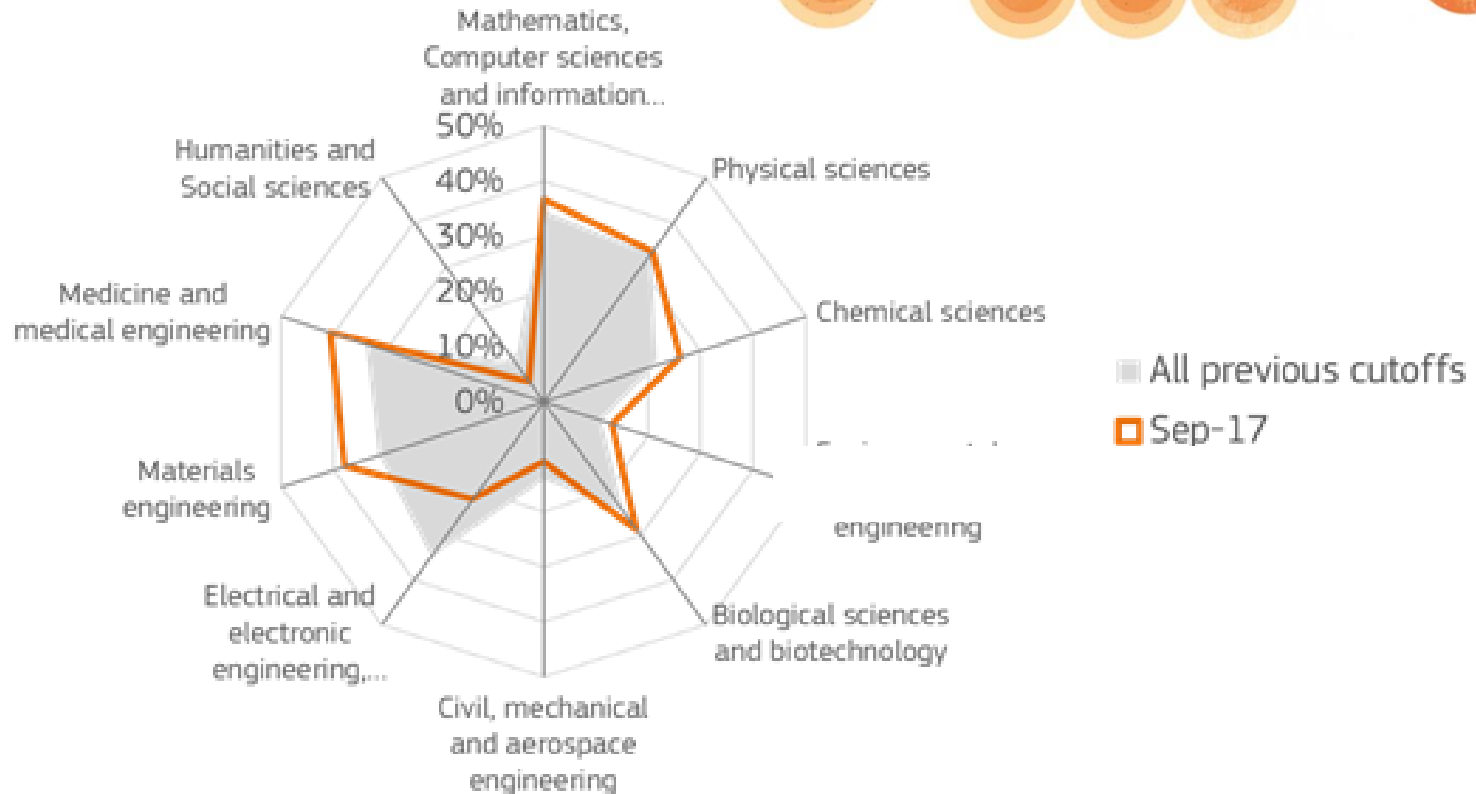 Mathematics,
Computer sciences
and information...
50%
40%
30%
20%
10%
0%
Physical sciences
Chemical sciences
engineering
Biological sciences
and biotechnology
Civil, mechanical
and aerospace
engineering
Electrical and
electronic
engineering,...
Materials
engineering
Medicine and
medical engineering
Humanities and
Social sciences
All previous cutoffs
Sep-17